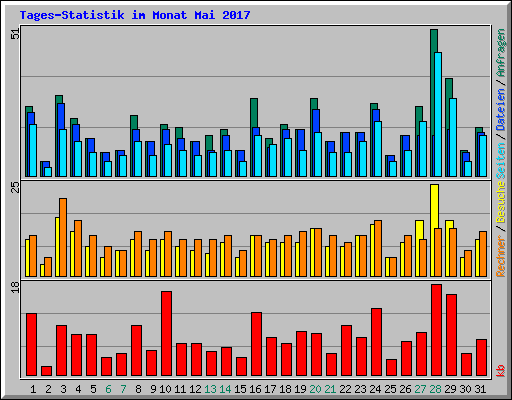 Tages-Statistik im Monat Mai 2017
51
Seiten / Dateien / Anfragen
25
Rechner / Besuche
18
kb
1 2 3 4 5 6 7 8 9 10 11 12 13 14 15 16 17 18 19 20 21 22 23 24 25 26 27 28 29 30 31